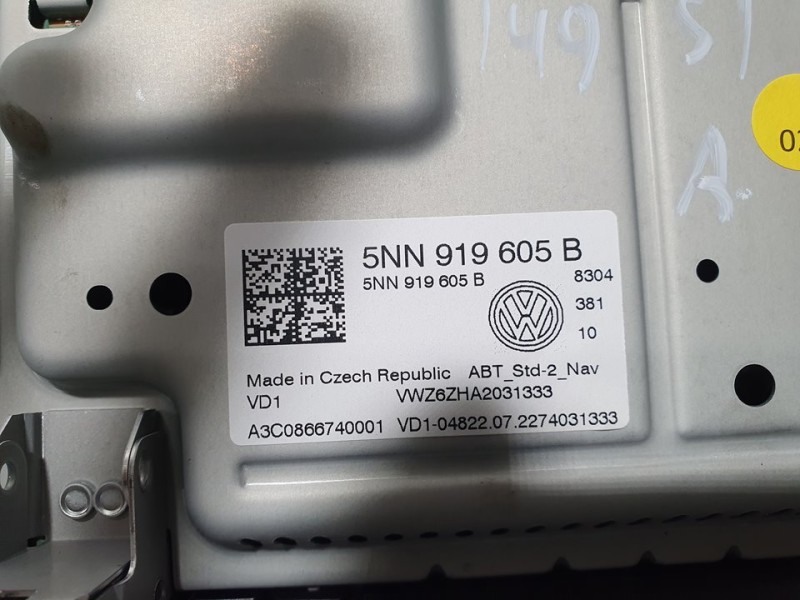 149 51
A.
5NN 919 605 B
5NN 919 605 B
8304
381
10
Made in Czech Republic ABT_Std-2_Nav
VD1 VWZ6ZHA2031333
A3C0866740001 VD1-04822.07.2274031333